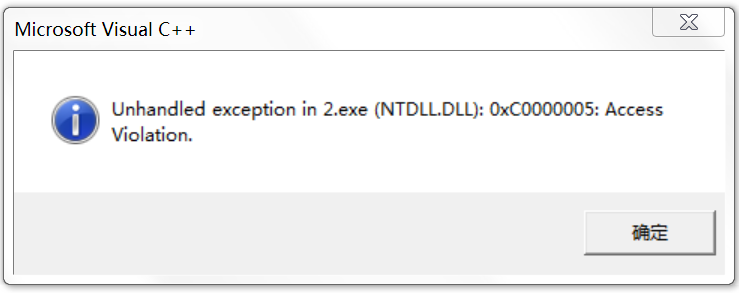 Microsoft Visual C++
Unhandled exception in 2.exe (NTDLL.DLL): 0xC0000005: Access
Violation.
确定